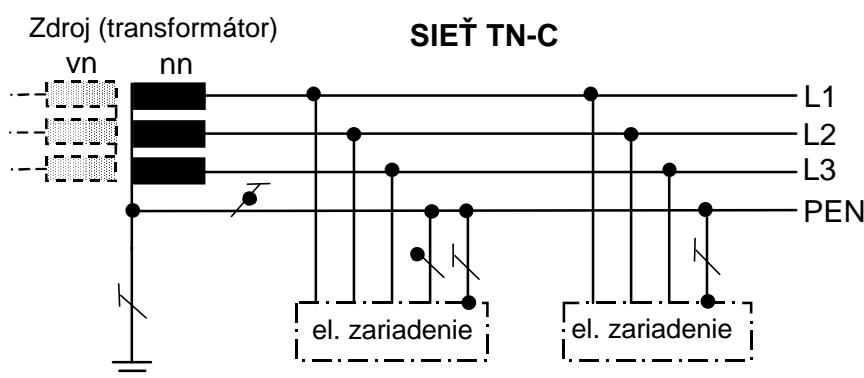 Zdroj (transformátor)
SIEŤ TN-C
vn nn
L1
L2
L3
PEN
el. zariadenie
el. zariadenie